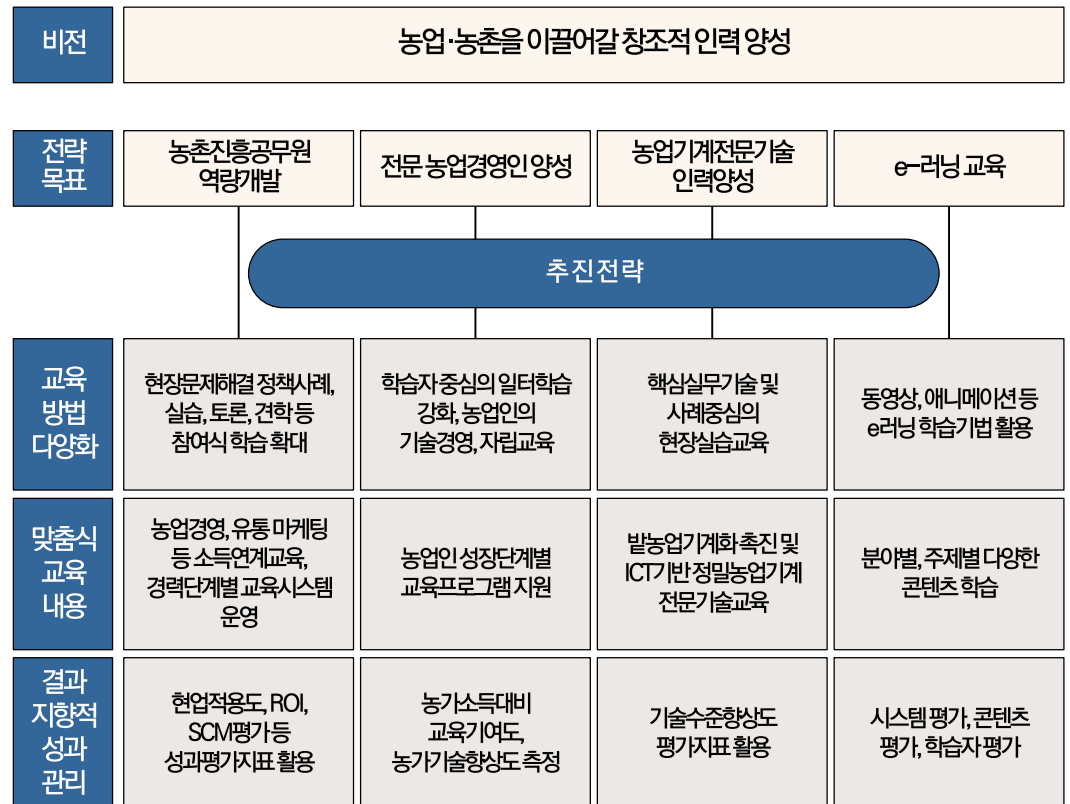 비전
농업·농촌을 이끌어갈 창조적 인력 양성
전략
목표
농촌진흥공무원
역량개발
전문 농업경영인 양성
농업기계전문기술
인력양성
e-러닝 교육
추진전략
교육
방법
다양화
현장문제해결 정책사례,
실습, 토론, 견학 등
참여식 학습 확대
학습자 중심의 일터학습
강화, 농업인의
기술경영, 자립교육
핵심실무기술 및
사례중심의
현장실습교육
동영상, 애니메이션 등
e러닝 학습기법 활용
맞춤식
교육
내용
농업경영, 유통 마케팅
등 소득연계교육,
경력단계별 교육시스템
운영
농업인 성장단계별
교육프로그램 지원
밭농업기계화 촉진 및
ICT기반 정밀농업기계
전문기술교육
분야별, 주제별 다양한
콘텐츠 학습
결과
지향적
성과
관리
현업적용도, ROI,
SCM평가 등
성과평가지표 활용
농가소득대비
교육기여도,
농가기술향상도 측정
기술수준향상도
평가지표 활용
시스템 평가, 콘텐츠
평가, 학습자 평가